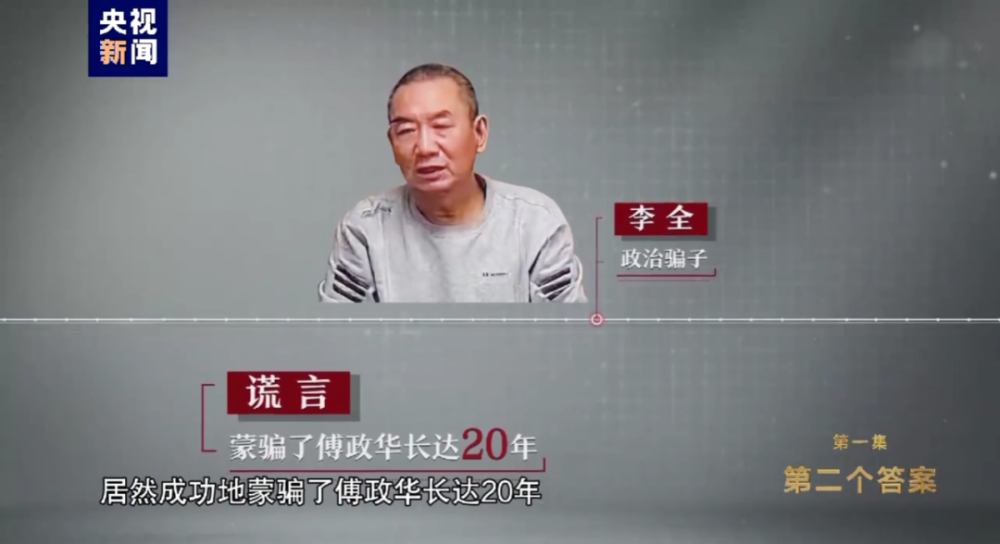 央视
新闻
李全
政治骗子
谎言
蒙骗了傅政华长达20年
居然成功地蒙骗了傅政华长达20年
第一集
第二个答案